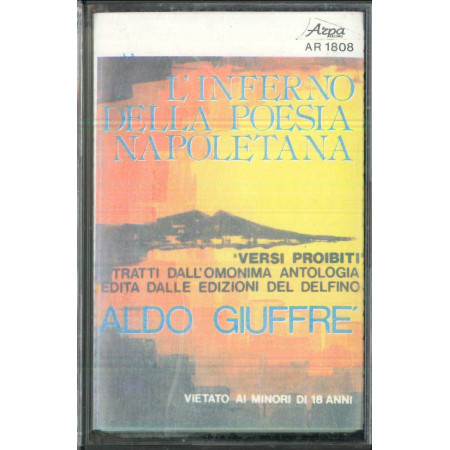 Arpa
AR 1808
L'INFERNO
DELLA POESIA
NAPOLETANA
"VERSI PROIBITI"
TRATTI DALL'OMONIMA ANTOLOGIA
EDITA DALLE EDIZIONI DEL DELFINO
ALDO GIUFFRE'
VIETATO AI MINORI DI 18 ANNI